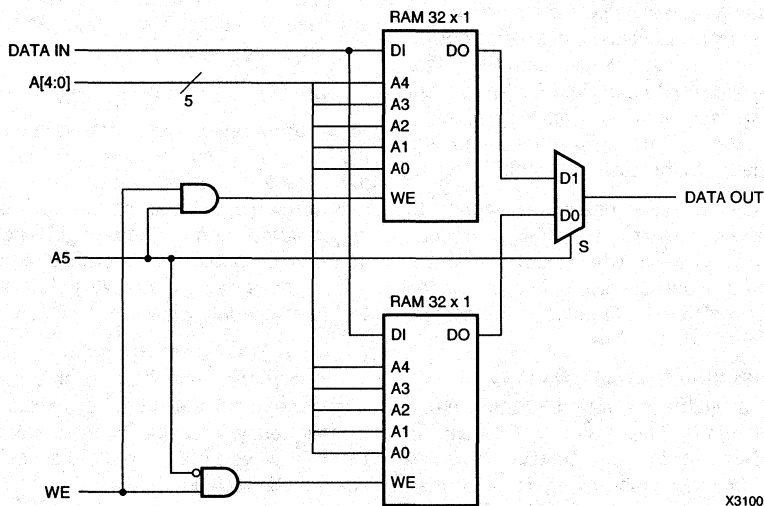 RAM 32 x 1
DATA IN
DI
DO
A[4:0]
5
A4
A3
A2
A1
A0
WE
D1
D0
S
DATA OUT
A5
RAM 32 x 1
DI
DO
A4
A3
A2
A1
A0
WE
WE
X3100